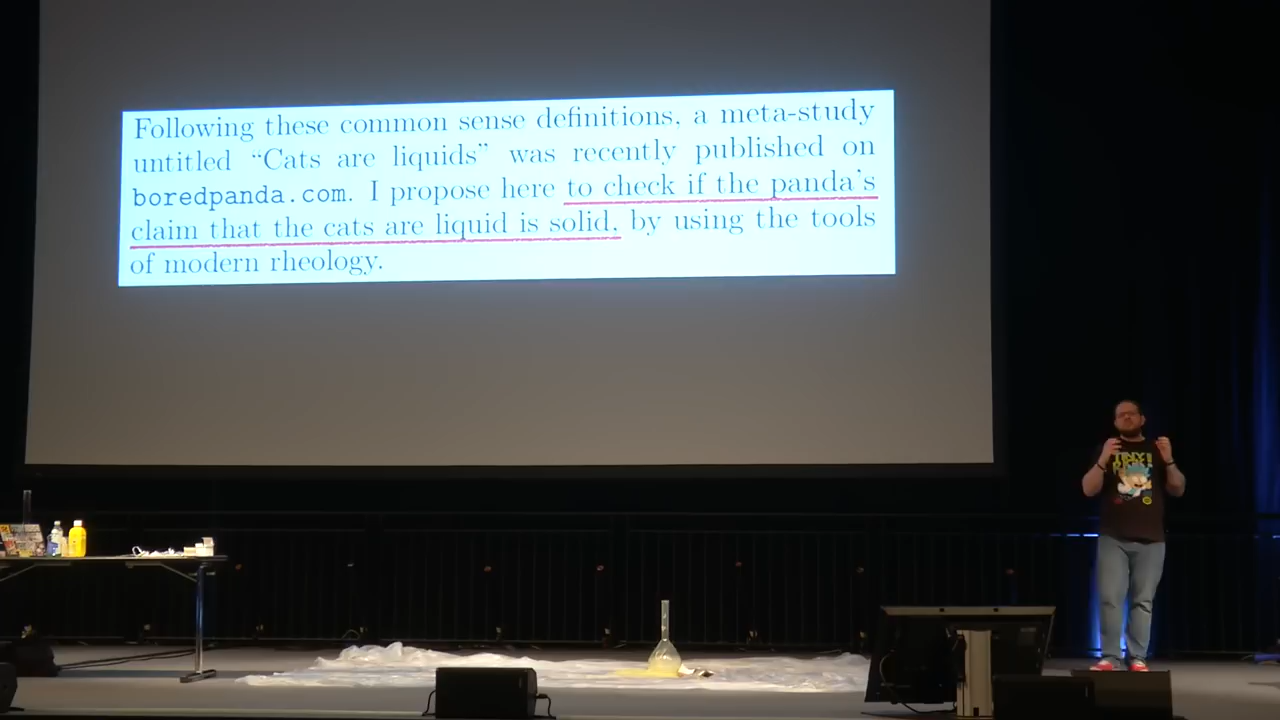 Following these common sense definitions, a meta-study
untitled “Cats are liquids” was recently published on
boredpanda.com. I propose here to check if the panda's
claim that the cats are liquid is solid, by using the tools
of modern rheology.
TINY